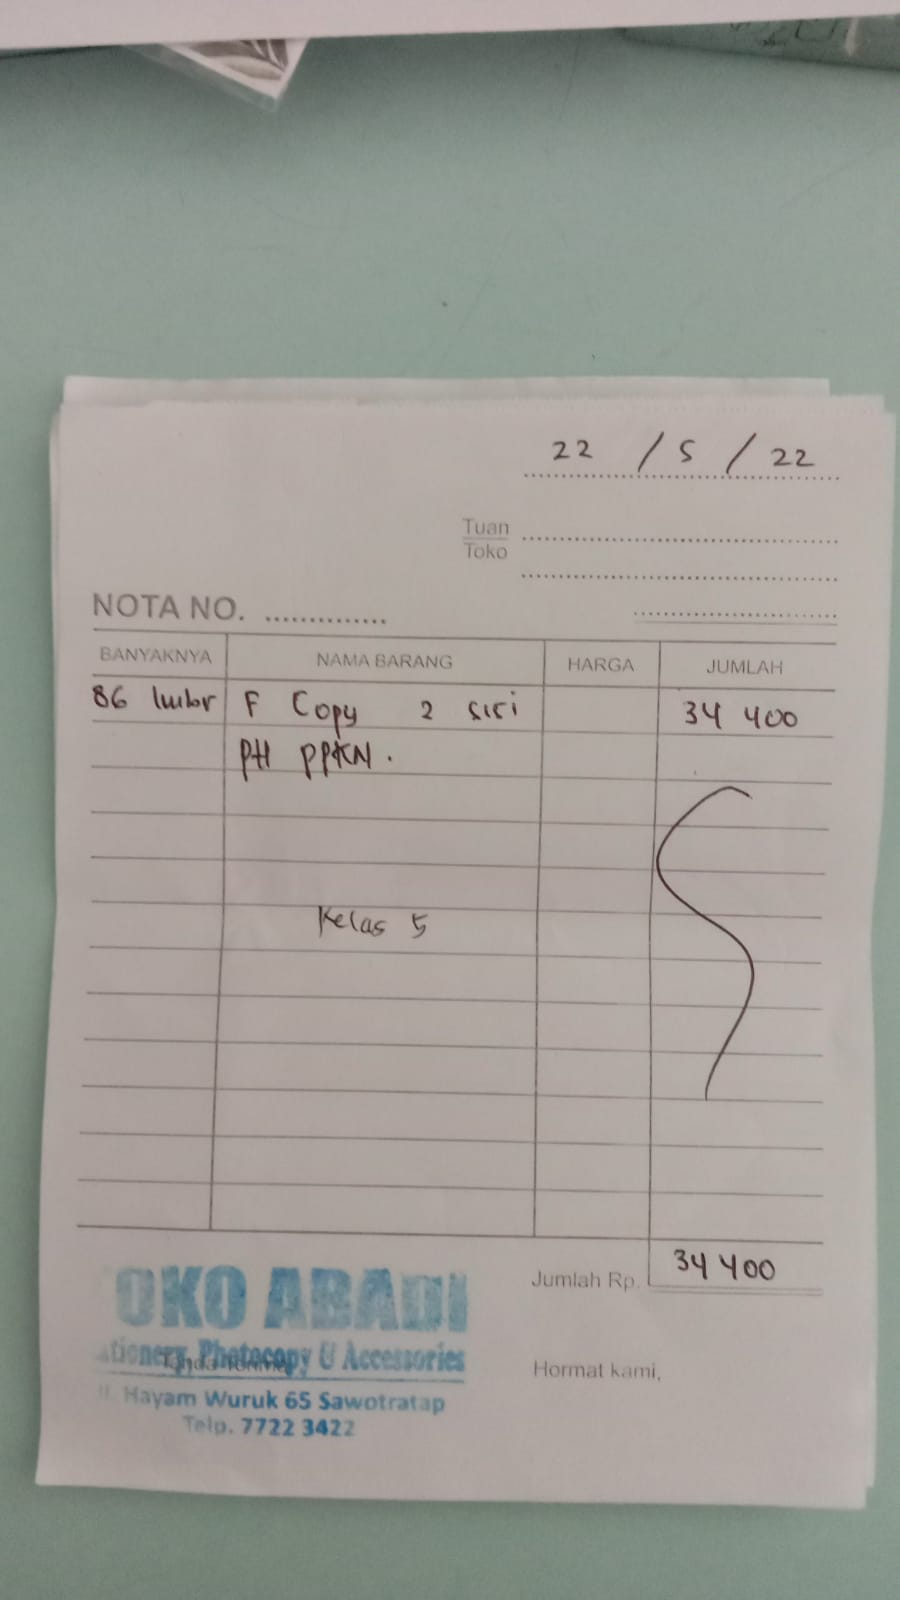 22 / 5 / 22
Tuan
Toko
NOTA NO. ..............
BANYAKNYA NAMA BARANG HARGA JUMLAH
86 lmbr F Copy 2 sisi 34 400
PH PPKN.
Kelas 5
Jumlah Rp. 34 400
OKO ABADI
ationery, Photocopy & Accessories
Tanda Terima
Jl. Hayam Wuruk 65 Sawotratap
Telp. 7722 3422
Hormat kami,